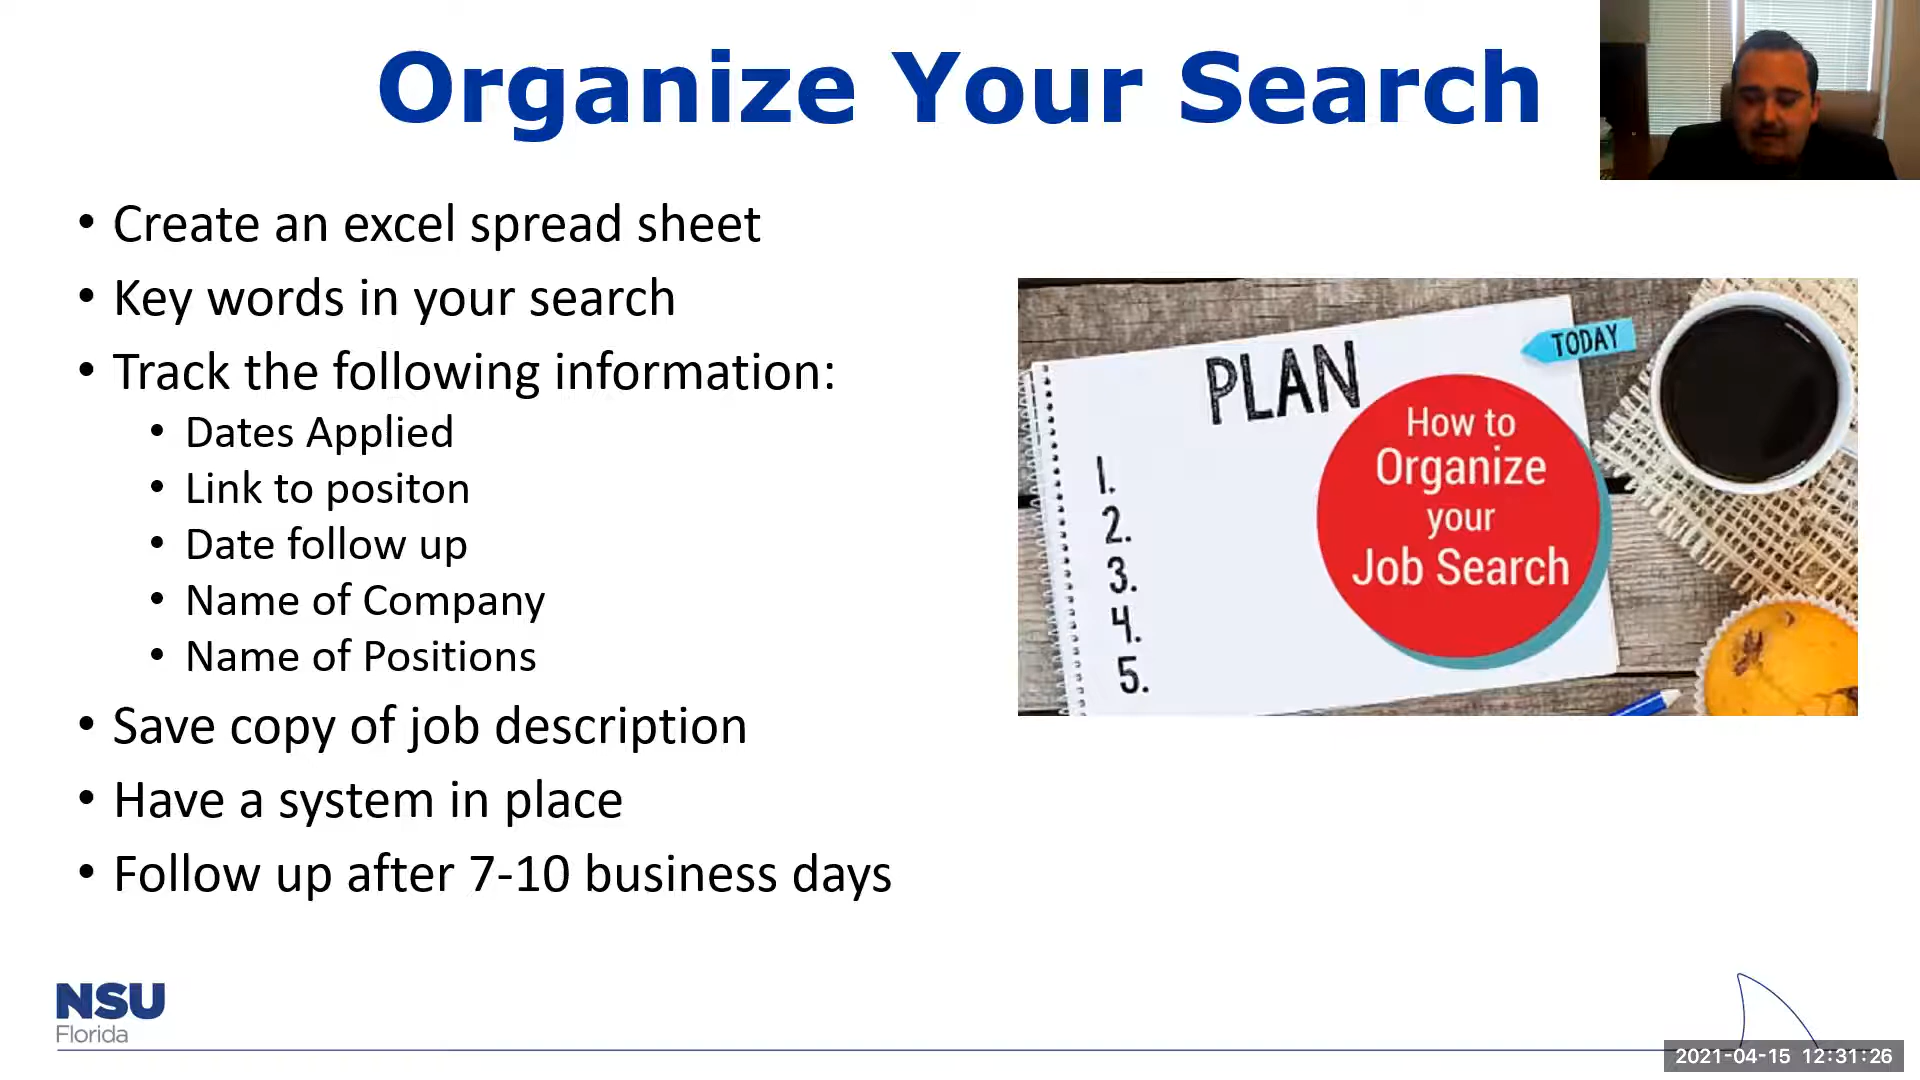 Organize Your Search
• Create an excel spread sheet
• Key words in your search
• Track the following information:
• Dates Applied
• Link to positon
• Date follow up
• Name of Company
• Name of Positions
• Save copy of job description
• Have a system in place
• Follow up after 7-10 business days
PLAN
TODAY
1.
2.
3.
4.
5.
How to
Organize
your
Job Search
NSU
Florida
2021-04-15 12:31:26